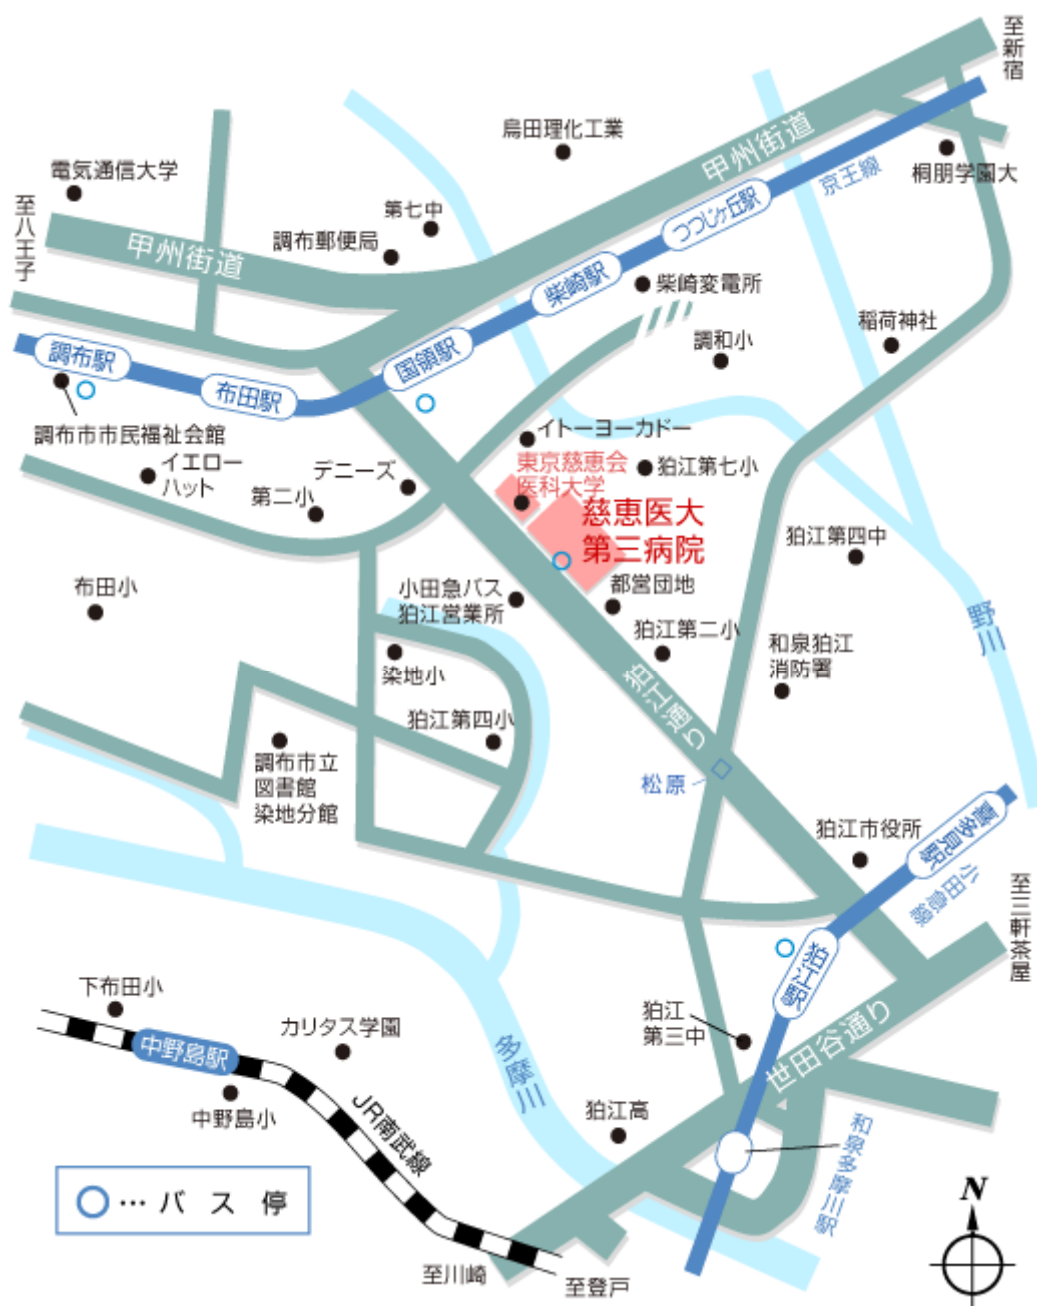 至新宿
烏田理化工業
甲州街道
京王線
桐朋学園大
電気通信大学
至八王子
第七中
調布郵便局
甲州街道
つつじヶ丘駅
柴崎駅
柴崎変電所
調和小
稲荷神社
国領駅
調布駅
布田駅
調布市市民福祉会館
イエロー
ハット
デニーズ
第二小
イトーヨーカドー
東京慈恵会
医科大学
狛江第七小
慈恵医大
第三病院
狛江第四中
布田小
小田急バス
狛江営業所
都営団地
狛江第二小
和泉狛江
消防署
野川
染地小
狛江第四小
狛江通り
調布市立
図書館
染地分館
松原
狛江市役所
喜多見駅
小田急線
至三軒茶屋
狛江駅
下布田小
中野島駅
カリタス学園
中野島小
JR南武線
多摩川
狛江
第三中
世田谷通り
狛江高
和泉多摩川駅
…バス停
至川崎
至登戸
N